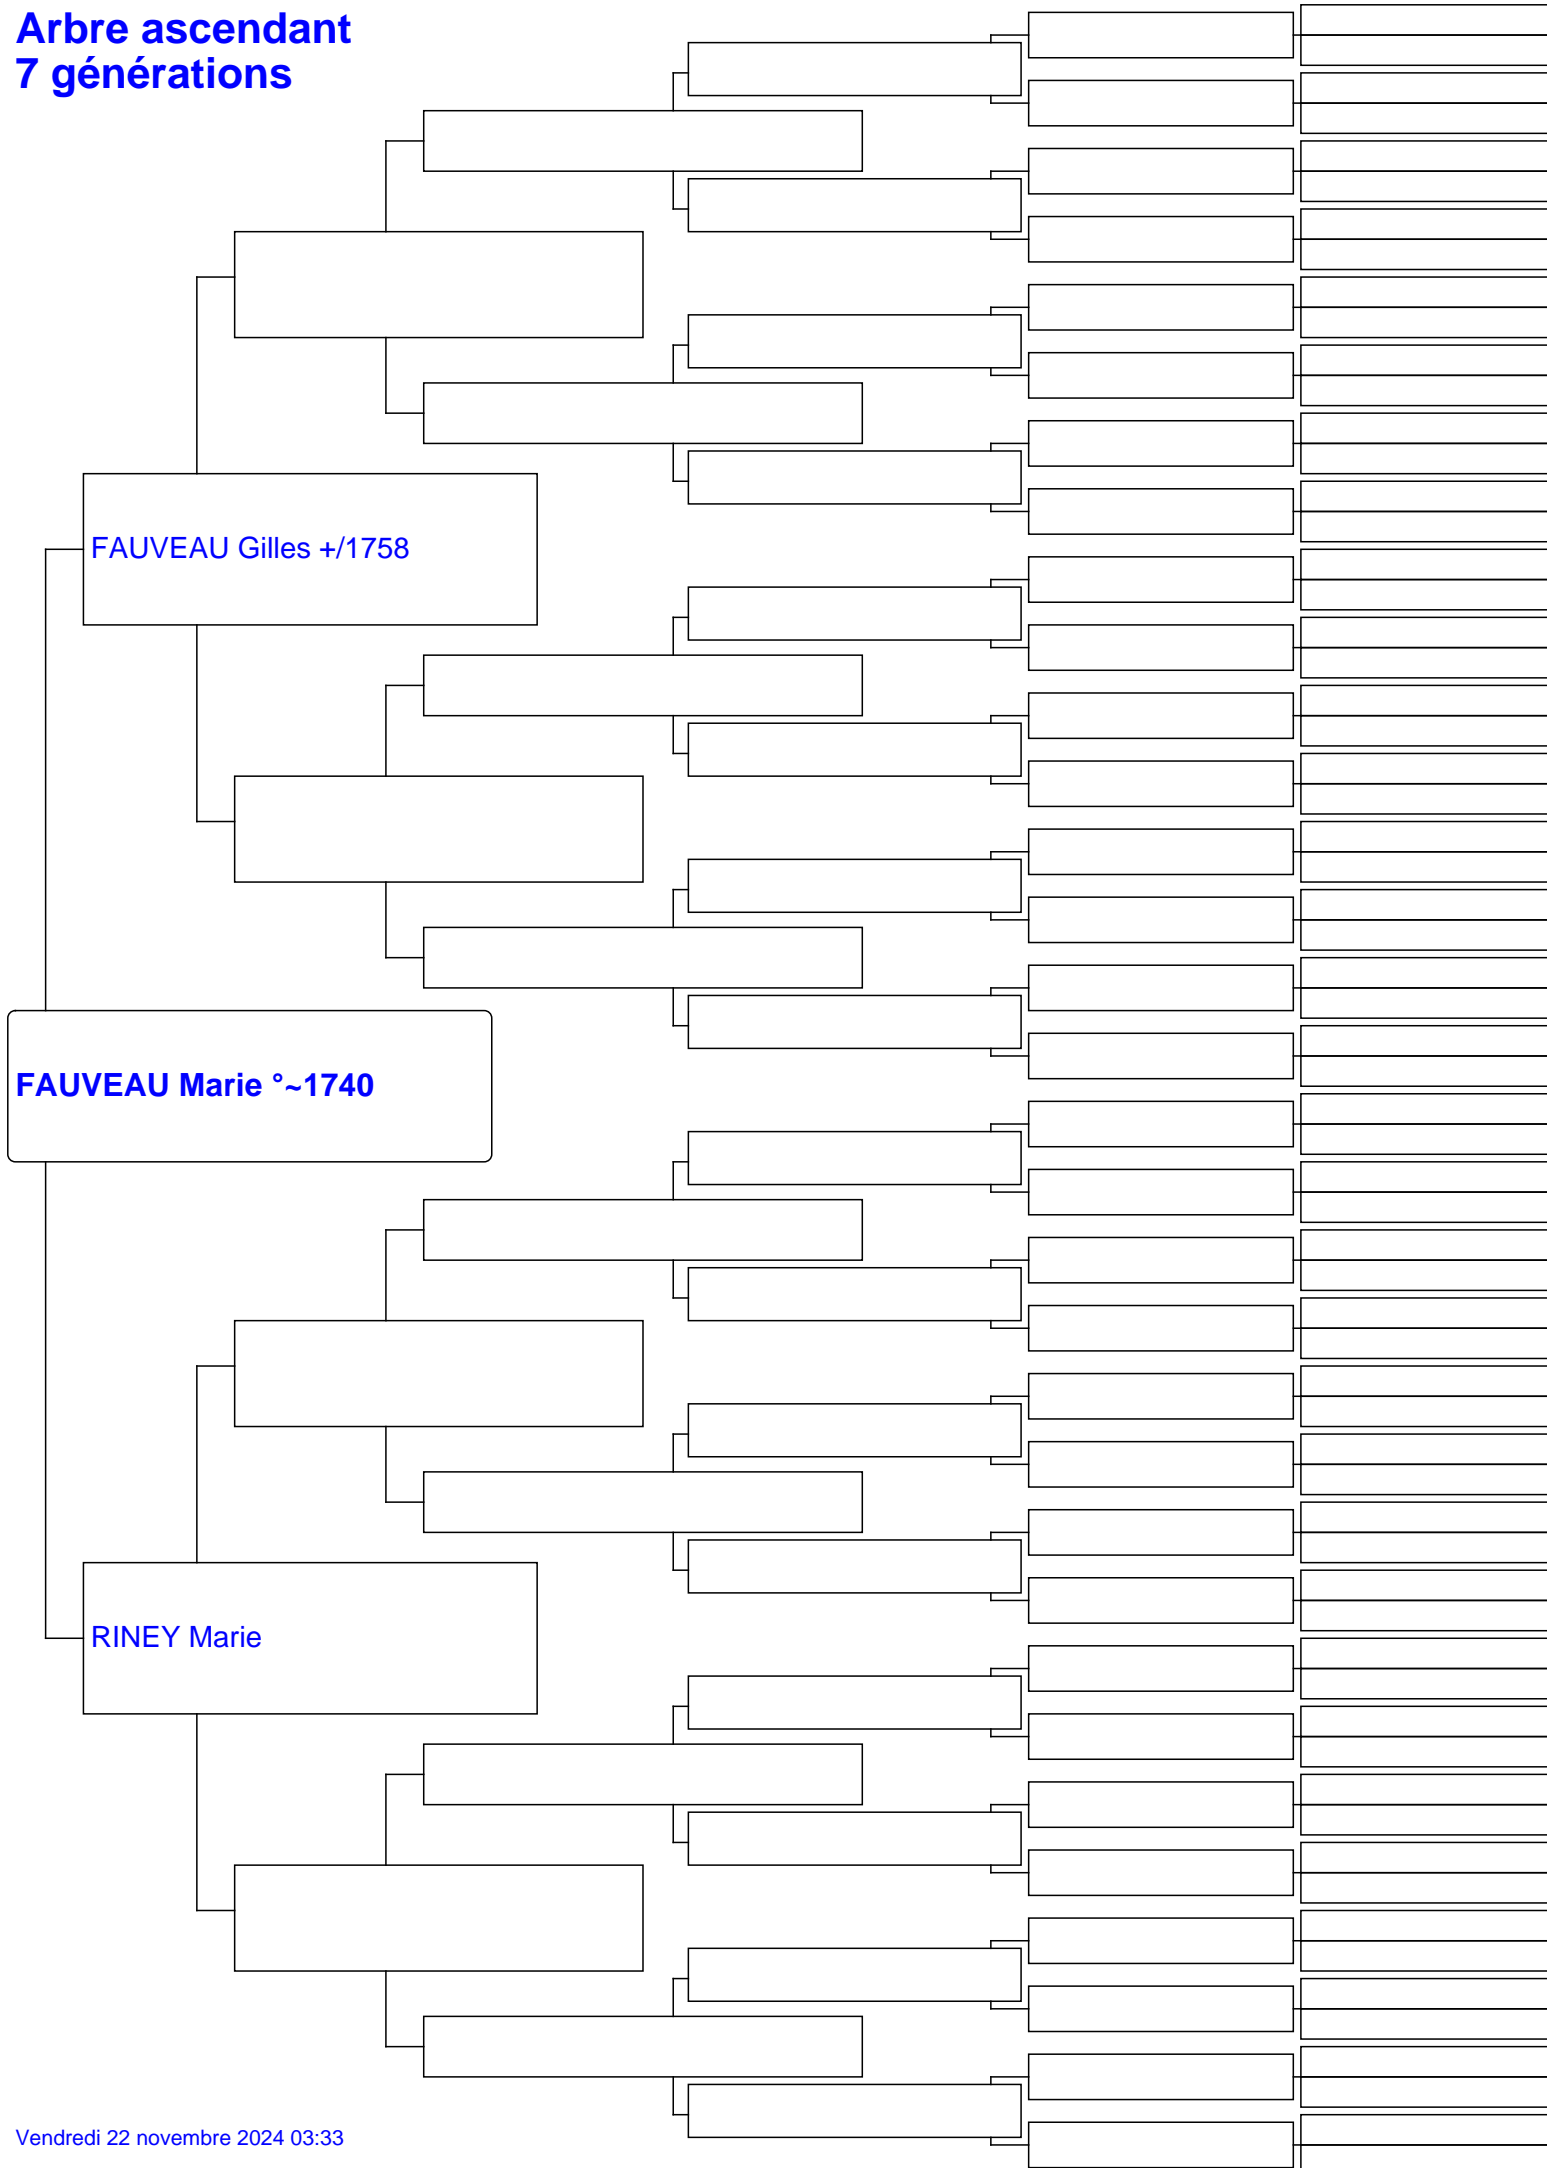 Arbre ascendant
7 générations
FAUVEAU Gilles +/1758
FAUVEAU Marie °~1740
RINEY Marie
Vendredi 22 novembre 2024 03:33